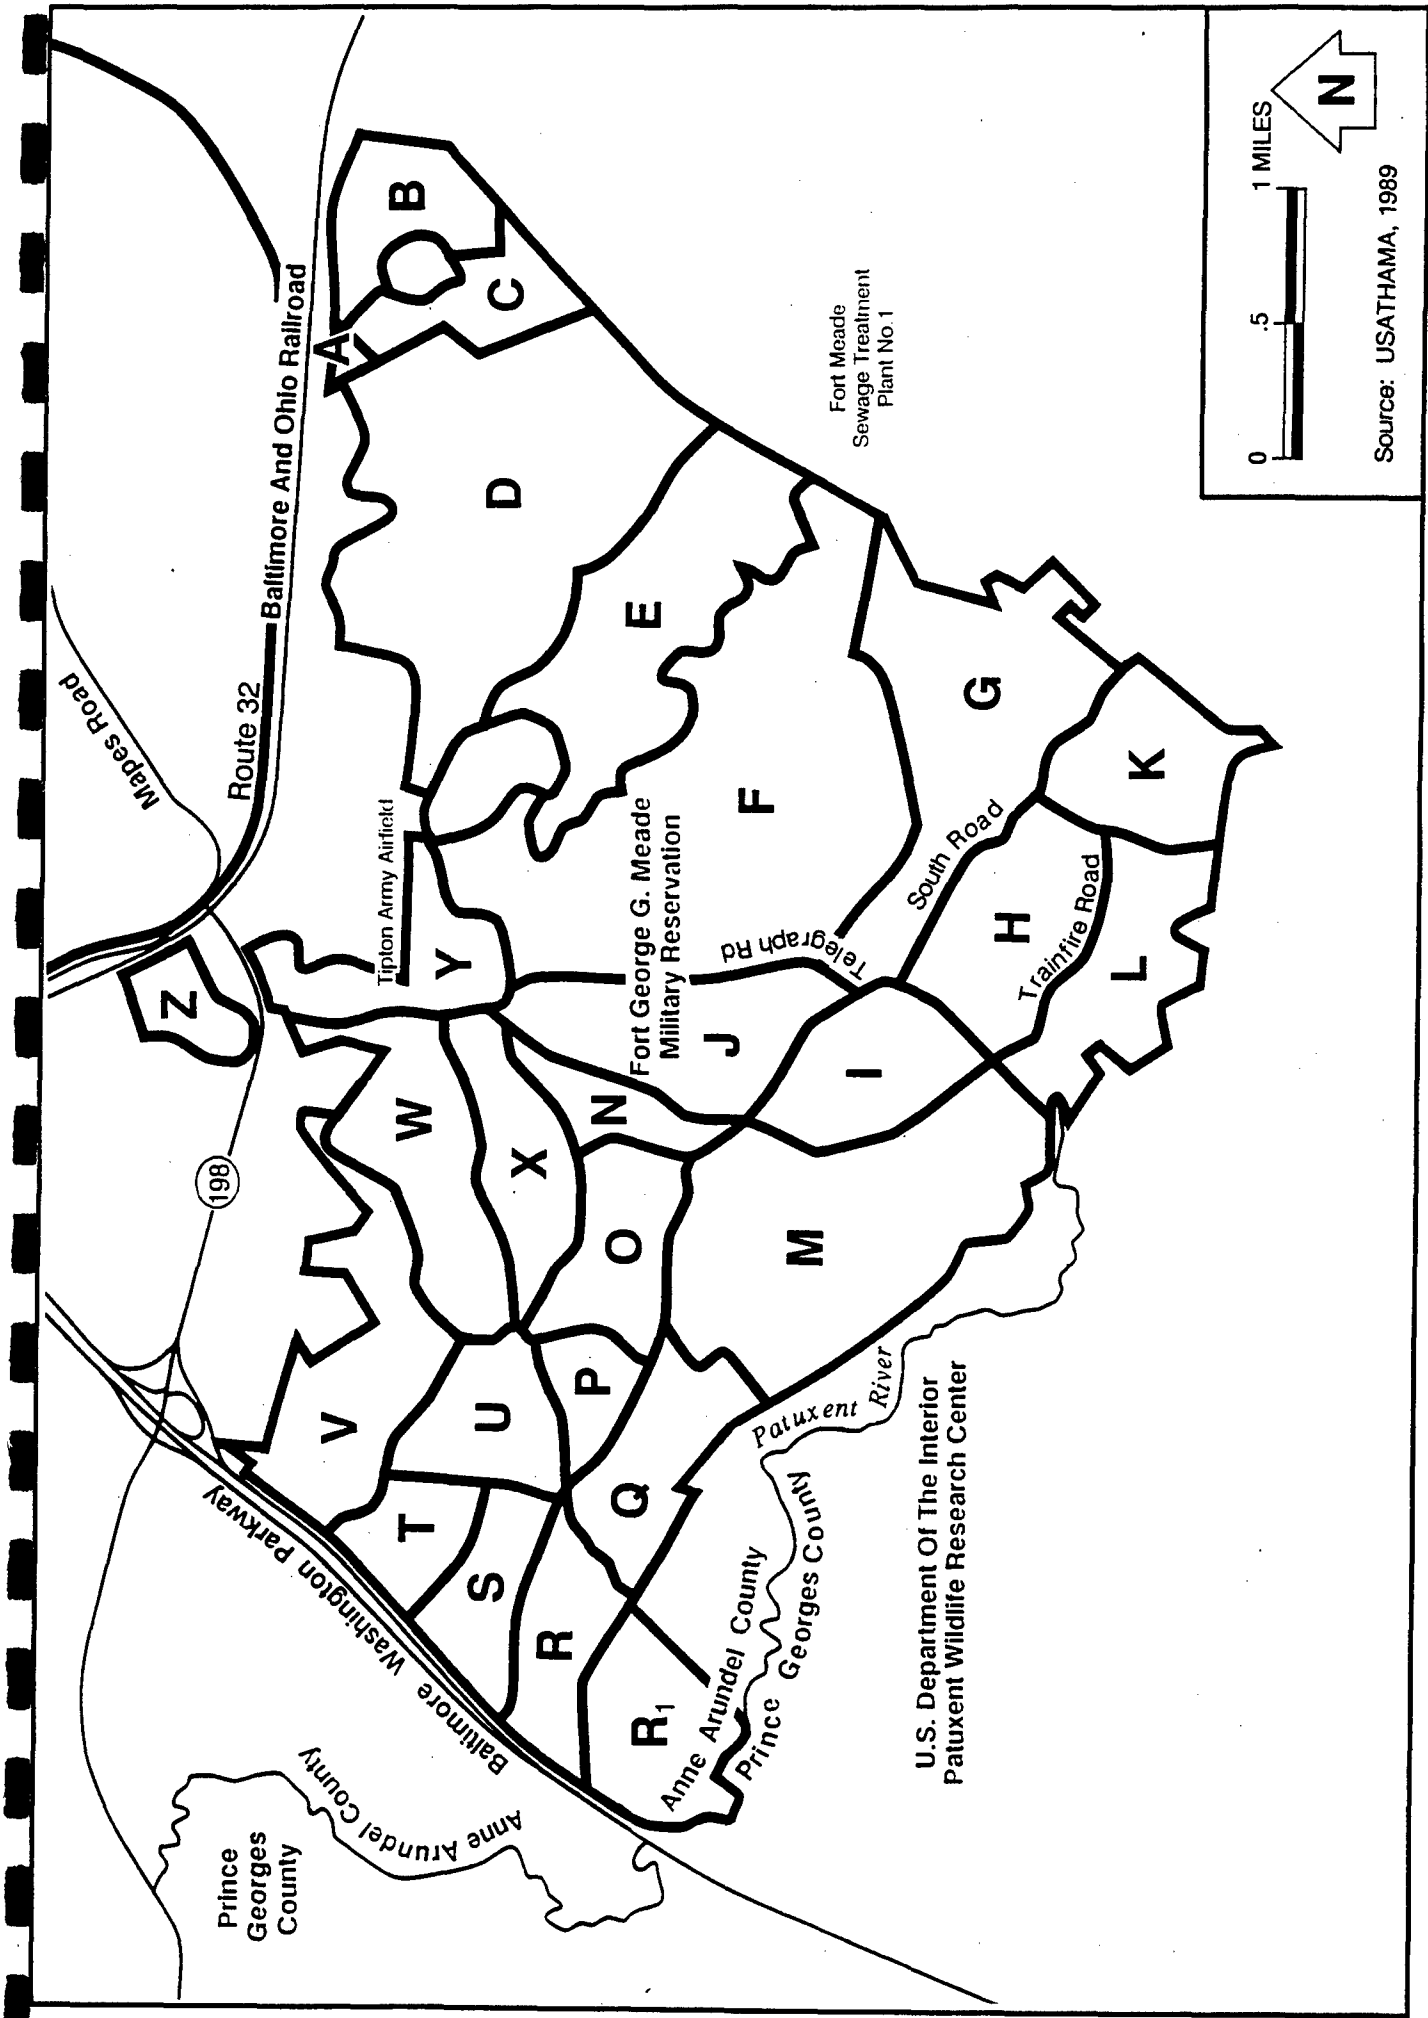 Prince
Georges
County
Anne Arundel County
Baltimore Washington Parkway
198
Mapes Road
Route 32
Baltimore And Ohio Railroad
Z
V
W
T
U
X
S
R
R1
P
Q
O
N
M
Y
Tipton Army Airfield
A
B
C
D
E
F
Fort George G. Meade
Military Reservation
J
Telegraph Rd
I
South Road
G
H
Trainfire Road
K
L
Anne Arundel County
Prince Georges County
Patuxent River
U.S. Department Of The Interior
Patuxent Wildlife Research Center
Fort Meade
Sewage Treatment
Plant No.1
0 .5 1 MILES
N
Source: USATHAMA, 1989